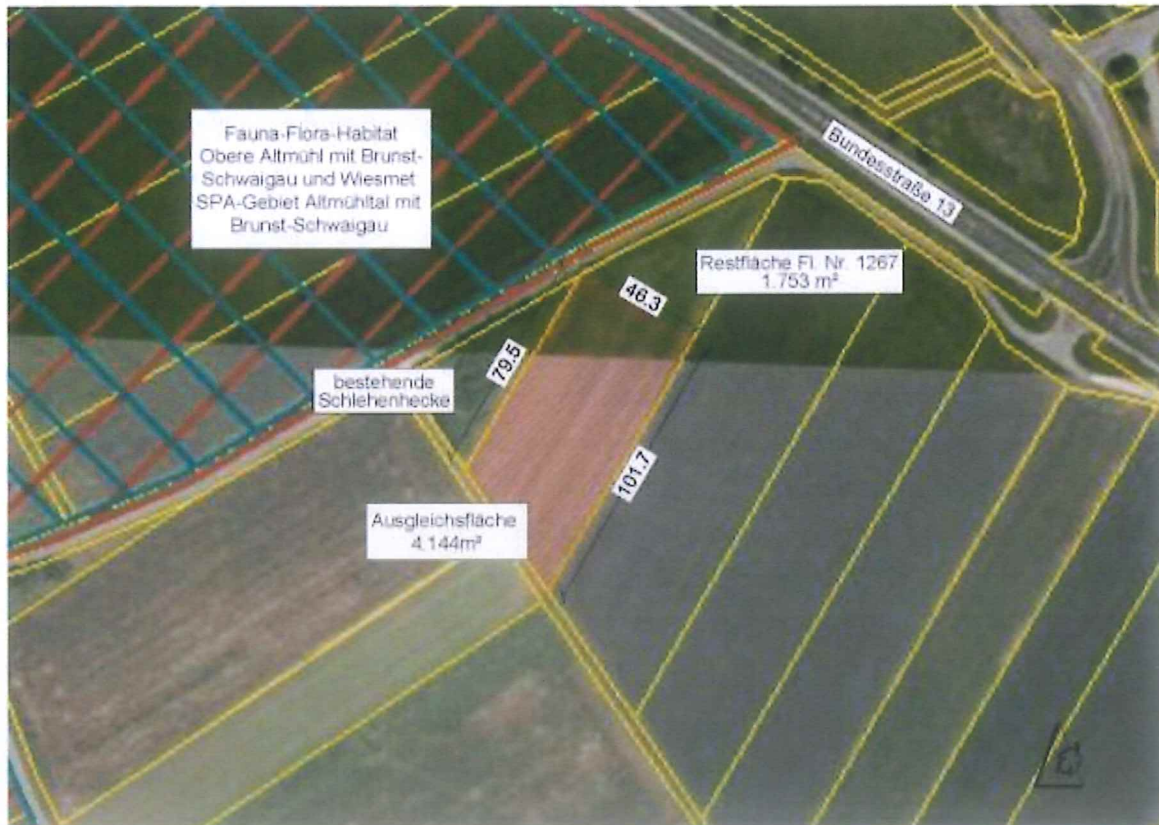 Fauna-Flora-Habitat
Obere Altmühl mit Brunst-
Schwaigau und Wiesmet
SPA-Gebiet Altmühltal mit
Brunst-Schwaigau
Bundesstraße 13
Restfläche Fl. Nr. 1267
1.753 m²
46.3
79.5
bestehende
Schlehenhecke
101.7
Ausgleichsfläche
4.144m²